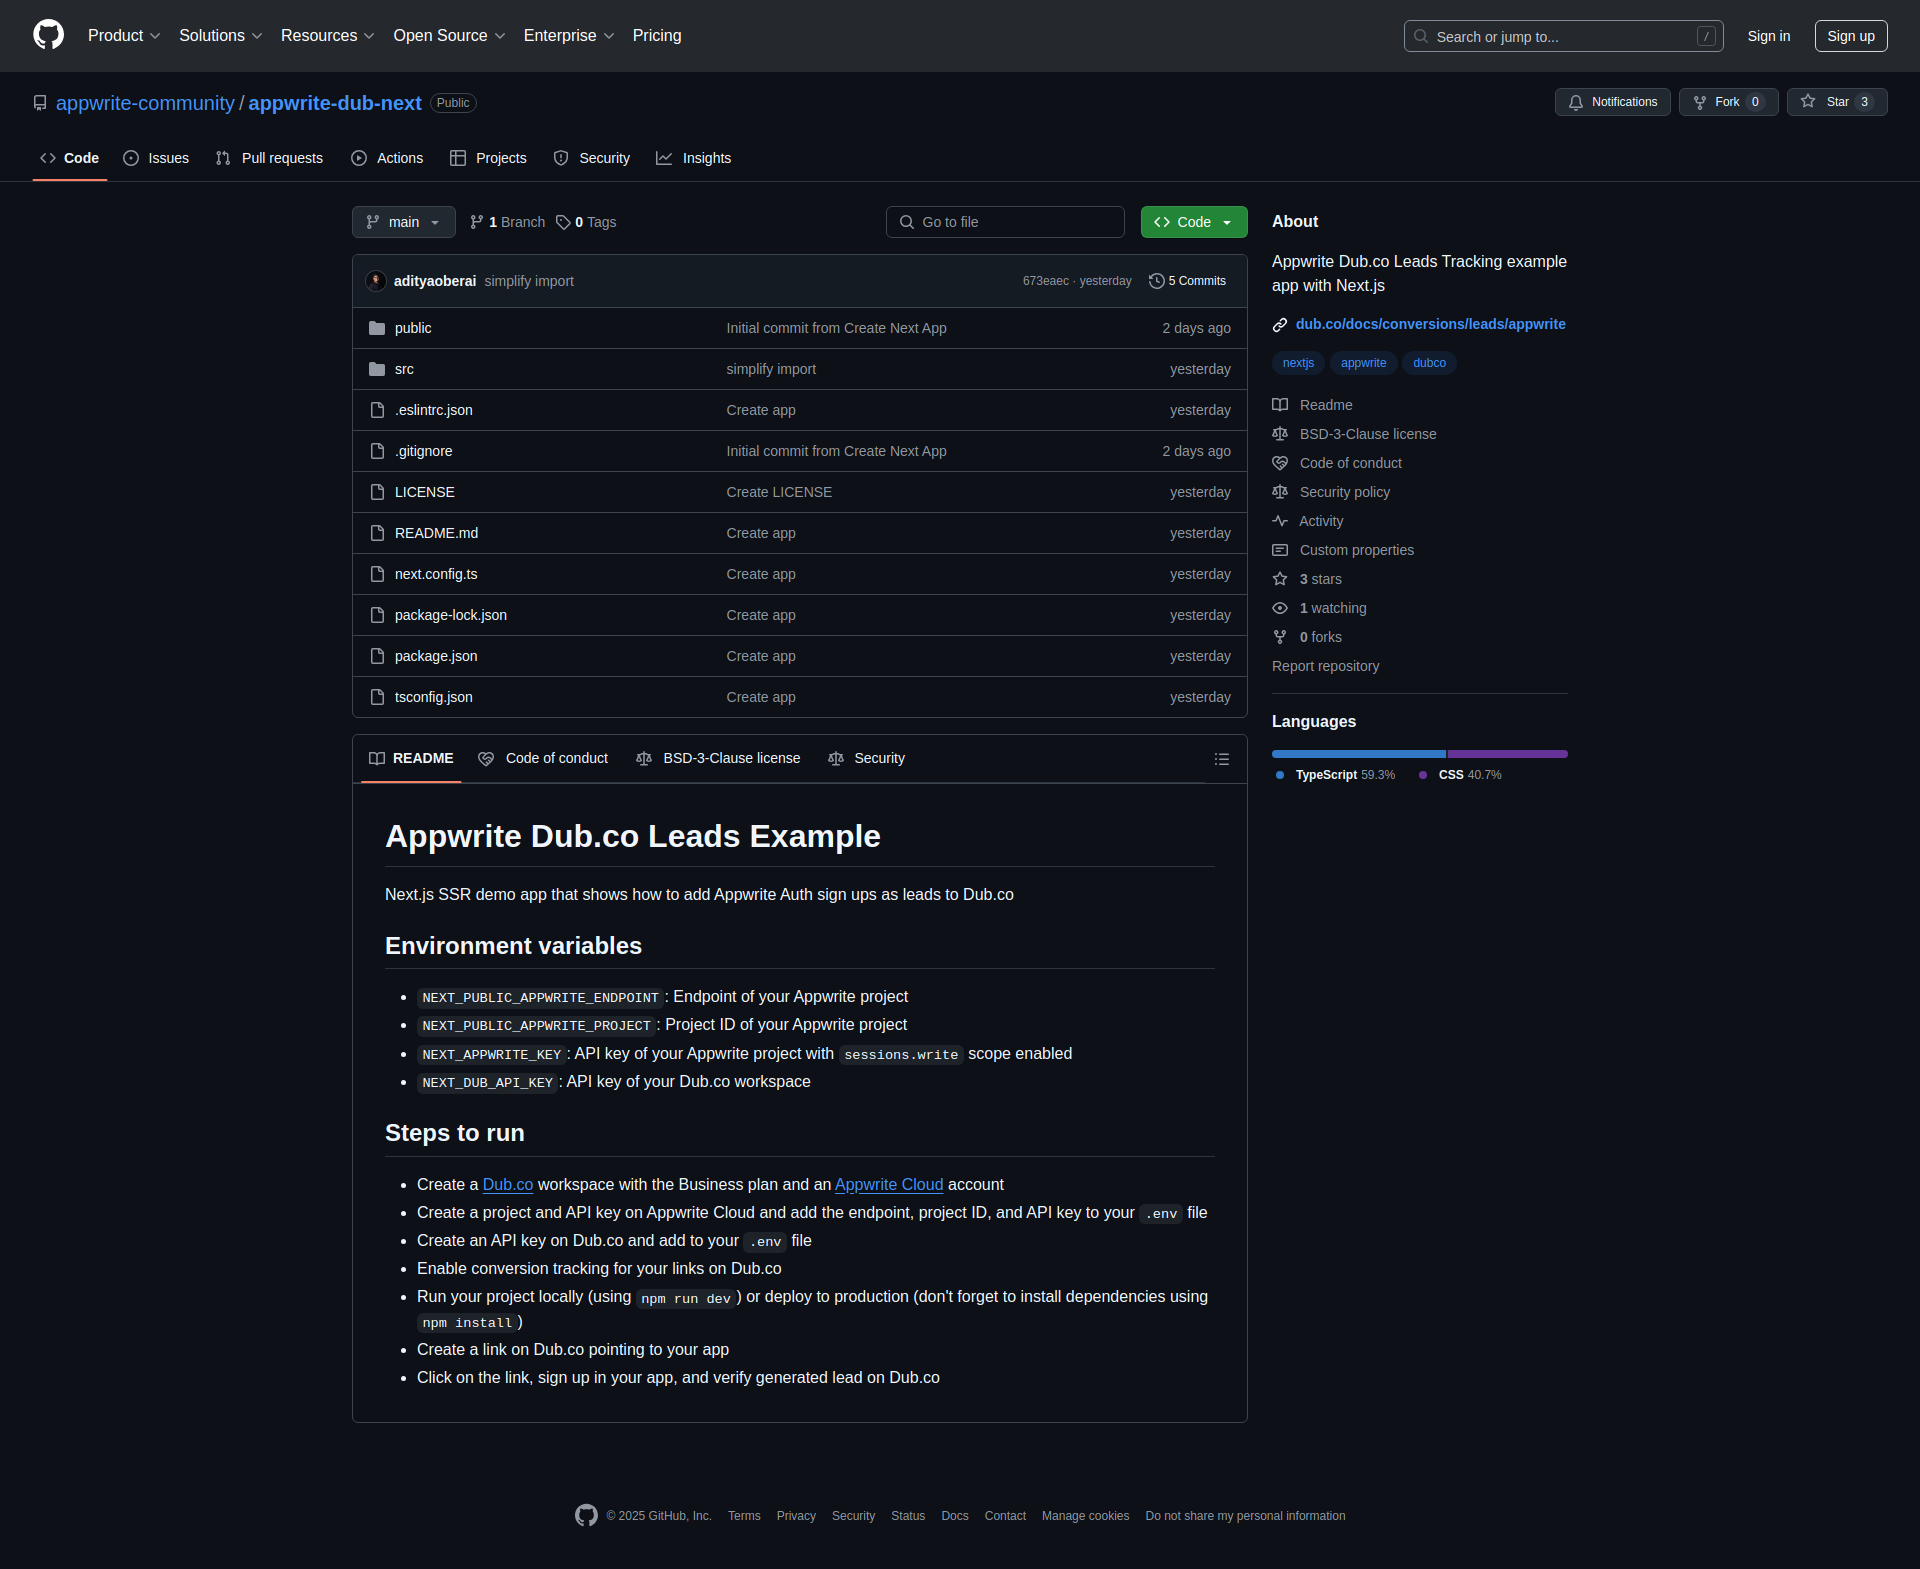 Product Solutions Resources Open Source Enterprise Pricing Search or jump to... / Sign in Sign up
appwrite-community / appwrite-dub-next Public Notifications Fork 0 Star 3
Code Issues Pull requests Actions Projects Security Insights
main 1 Branch 0 Tags Go to file Code
adityaoberai simplify import 673eaec · yesterday 5 Commits
public Initial commit from Create Next App 2 days ago
src simplify import yesterday
.eslintrc.json Create app yesterday
.gitignore Initial commit from Create Next App 2 days ago
LICENSE Create LICENSE yesterday
README.md Create app yesterday
next.config.ts Create app yesterday
package-lock.json Create app yesterday
package.json Create app yesterday
tsconfig.json Create app yesterday
README Code of conduct BSD-3-Clause license Security
Appwrite Dub.co Leads Example
Next.js SSR demo app that shows how to add Appwrite Auth sign ups as leads to Dub.co
Environment variables
NEXT_PUBLIC_APPWRITE_ENDPOINT: Endpoint of your Appwrite project
NEXT_PUBLIC_APPWRITE_PROJECT: Project ID of your Appwrite project
NEXT_APPWRITE_KEY: API key of your Appwrite project with sessions.write scope enabled
NEXT_DUB_API_KEY: API key of your Dub.co workspace
Steps to run
Create a Dub.co workspace with the Business plan and an Appwrite Cloud account
Create a project and API key on Appwrite Cloud and add the endpoint, project ID, and API key to your .env file
Create an API key on Dub.co and add to your .env file
Enable conversion tracking for your links on Dub.co
Run your project locally (using npm run dev) or deploy to production (don't forget to install dependencies using
npm install)
Create a link on Dub.co pointing to your app
Click on the link, sign up in your app, and verify generated lead on Dub.co
About
Appwrite Dub.co Leads Tracking example
app with Next.js
dub.co/docs/conversions/leads/appwrite
nextjs appwrite dubco
Readme
BSD-3-Clause license
Code of conduct
Security policy
Activity
Custom properties
3 stars
1 watching
0 forks
Report repository
Languages
TypeScript 59.3% CSS 40.7%
© 2025 GitHub, Inc. Terms Privacy Security Status Docs Contact Manage cookies Do not share my personal information